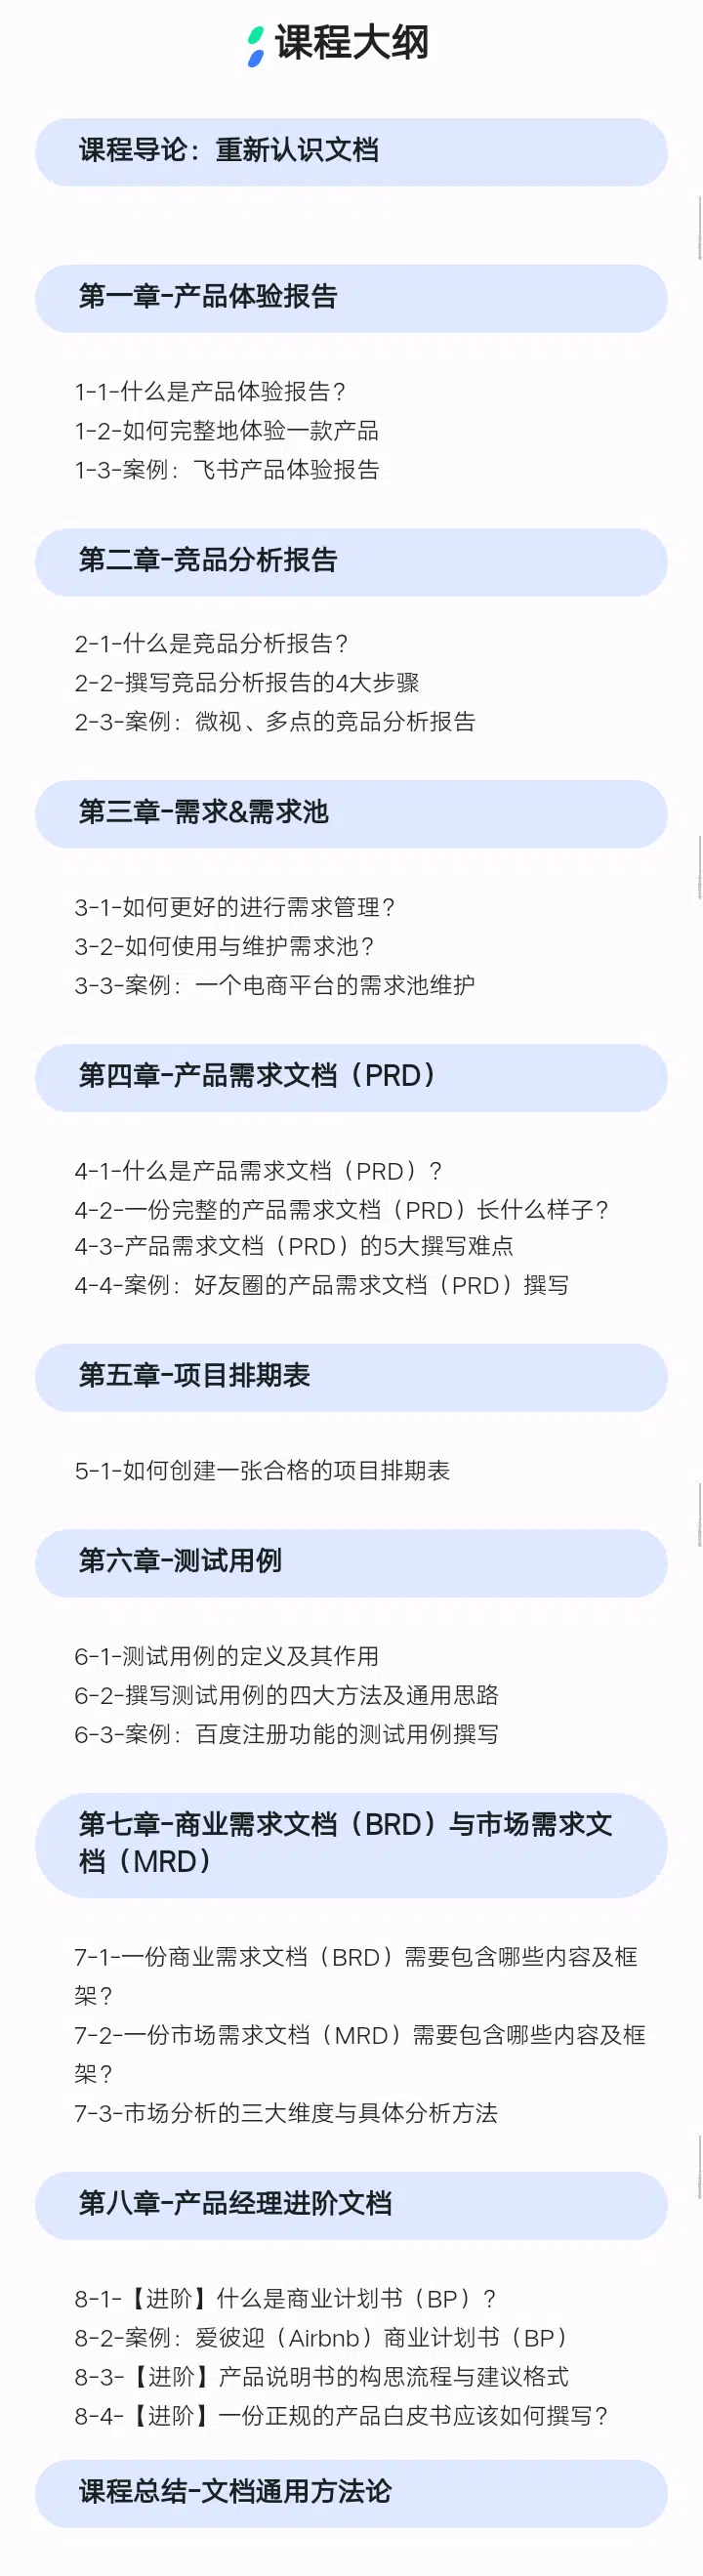 课程大纲
课程导论：重新认识文档
第一章-产品体验报告
1-1-什么是产品体验报告？
1-2-如何完整地体验一款产品
1-3-案例：飞书产品体验报告
第二章-竞品分析报告
2-1-什么是竞品分析报告？
2-2-撰写竞品分析报告的4大步骤
2-3-案例：微视、多点的竞品分析报告
第三章-需求&需求池
3-1-如何更好的进行需求管理？
3-2-如何使用与维护需求池？
3-3-案例：一个电商平台的需求池维护
第四章-产品需求文档（PRD）
4-1-什么是产品需求文档（PRD）？
4-2-一份完整的产品需求文档（PRD）长什么样子？
4-3-产品需求文档（PRD）的5大撰写难点
4-4-案例：好友圈的产品需求文档（PRD）撰写
第五章-项目排期表
5-1-如何创建一张合格的项目排期表
第六章-测试用例
6-1-测试用例的定义及其作用
6-2-撰写测试用例的四大方法及通用思路
6-3-案例：百度注册功能的测试用例撰写
第七章-商业需求文档（BRD）与市场需求文
档（MRD）
7-1-一份商业需求文档（BRD）需要包含哪些内容及框
架？
7-2-一份市场需求文档（MRD）需要包含哪些内容及框
架？
7-3-市场分析的三大维度与具体分析方法
第八章-产品经理进阶文档
8-1-【进阶】什么是商业计划书（BP）？
8-2-案例：爱彼迎（Airbnb）商业计划书（BP）
8-3-【进阶】产品说明书的构思流程与建议格式
8-4-【进阶】一份正规的产品白皮书应该如何撰写？
课程总结-文档通用方法论